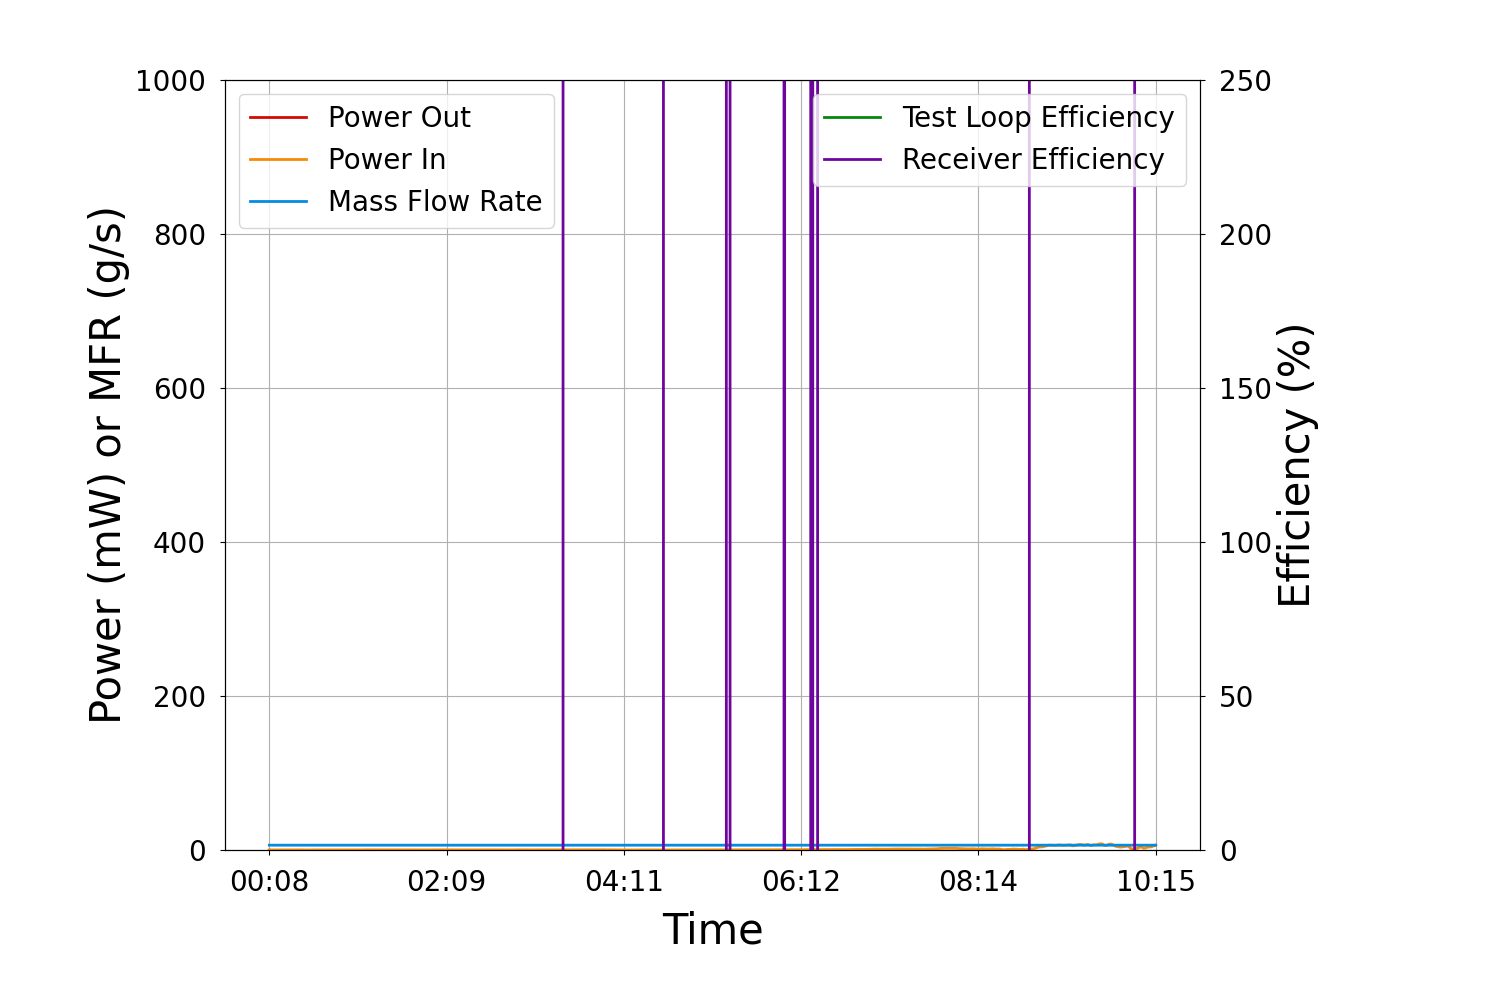 1000
800
600
400
200
0
Power (mW) or MFR (g/s)
Power Out
Power In
Mass Flow Rate
Test Loop Efficiency
Receiver Efficiency
250
200
150
100
50
0
Efficiency (%)
00:08 02:09 04:11 06:12 08:14 10:15
Time